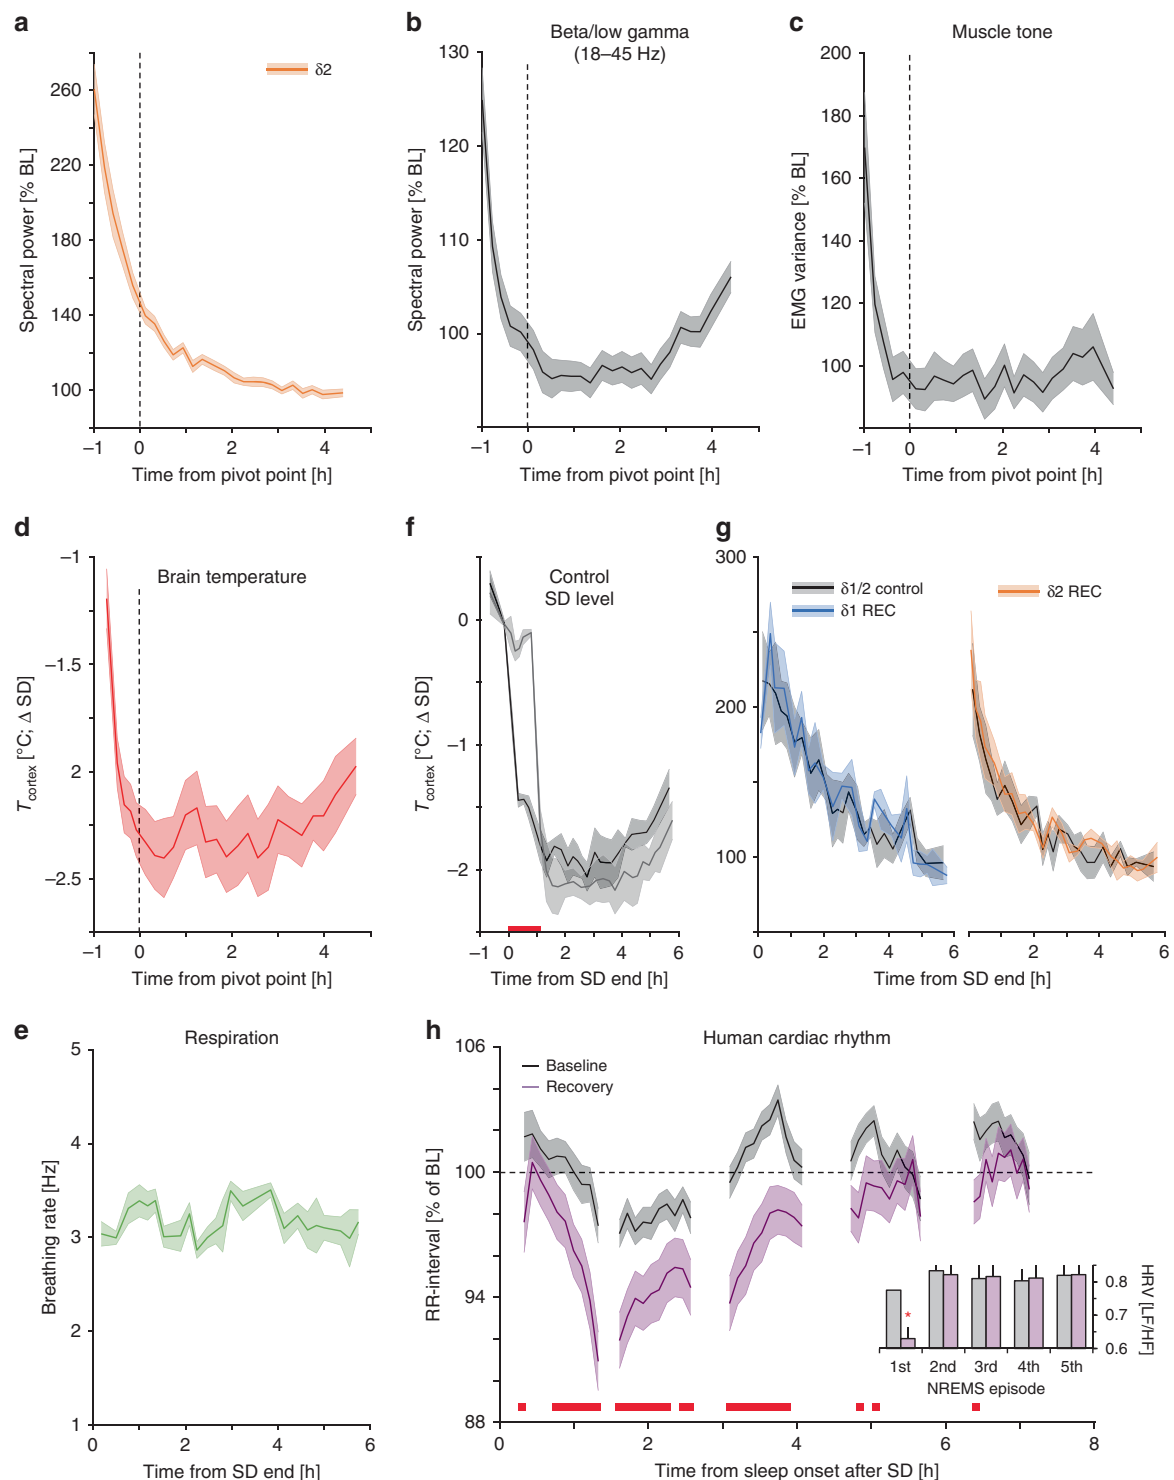 a
δ2
Spectral power [% BL]
260
220
180
140
100
–1
0
2
4
Time from pivot point [h]
b
Beta/low gamma
(18–45 Hz)
Spectral power [% BL]
130
120
110
100
–1
0
2
4
Time from pivot point [h]
c
Muscle tone
EMG variance [% BL]
200
180
160
140
120
100
–1
0
2
4
Time from pivot point [h]
d
Brain temperature
Tcortex [°C; Δ SD]
–1
–1.5
2
–2.5
–1
0
2
4
Time from pivot point [h]
f
Control
SD level
Tcortex [°C; Δ SD]
0
–1
–2
–1
0
2
4
6
Time from SD end [h]
g
δ1/2 control
δ1 REC
δ2 REC
300
200
100
0
2
4
6
2
4
6
Time from SD end [h]
e
Respiration
Breathing rate [Hz]
5
4
3
2
1
0
2
4
6
Time from SD end [h]
h
Human cardiac rhythm
Baseline
Recovery
RR-interval [% of BL]
106
100
94
88
0
2
4
6
8
Time from sleep onset after SD [h]
*
0.8
0.7
0.6
HRV [LF/HF]
1st 2nd 3rd 4th 5th
NREMS episode